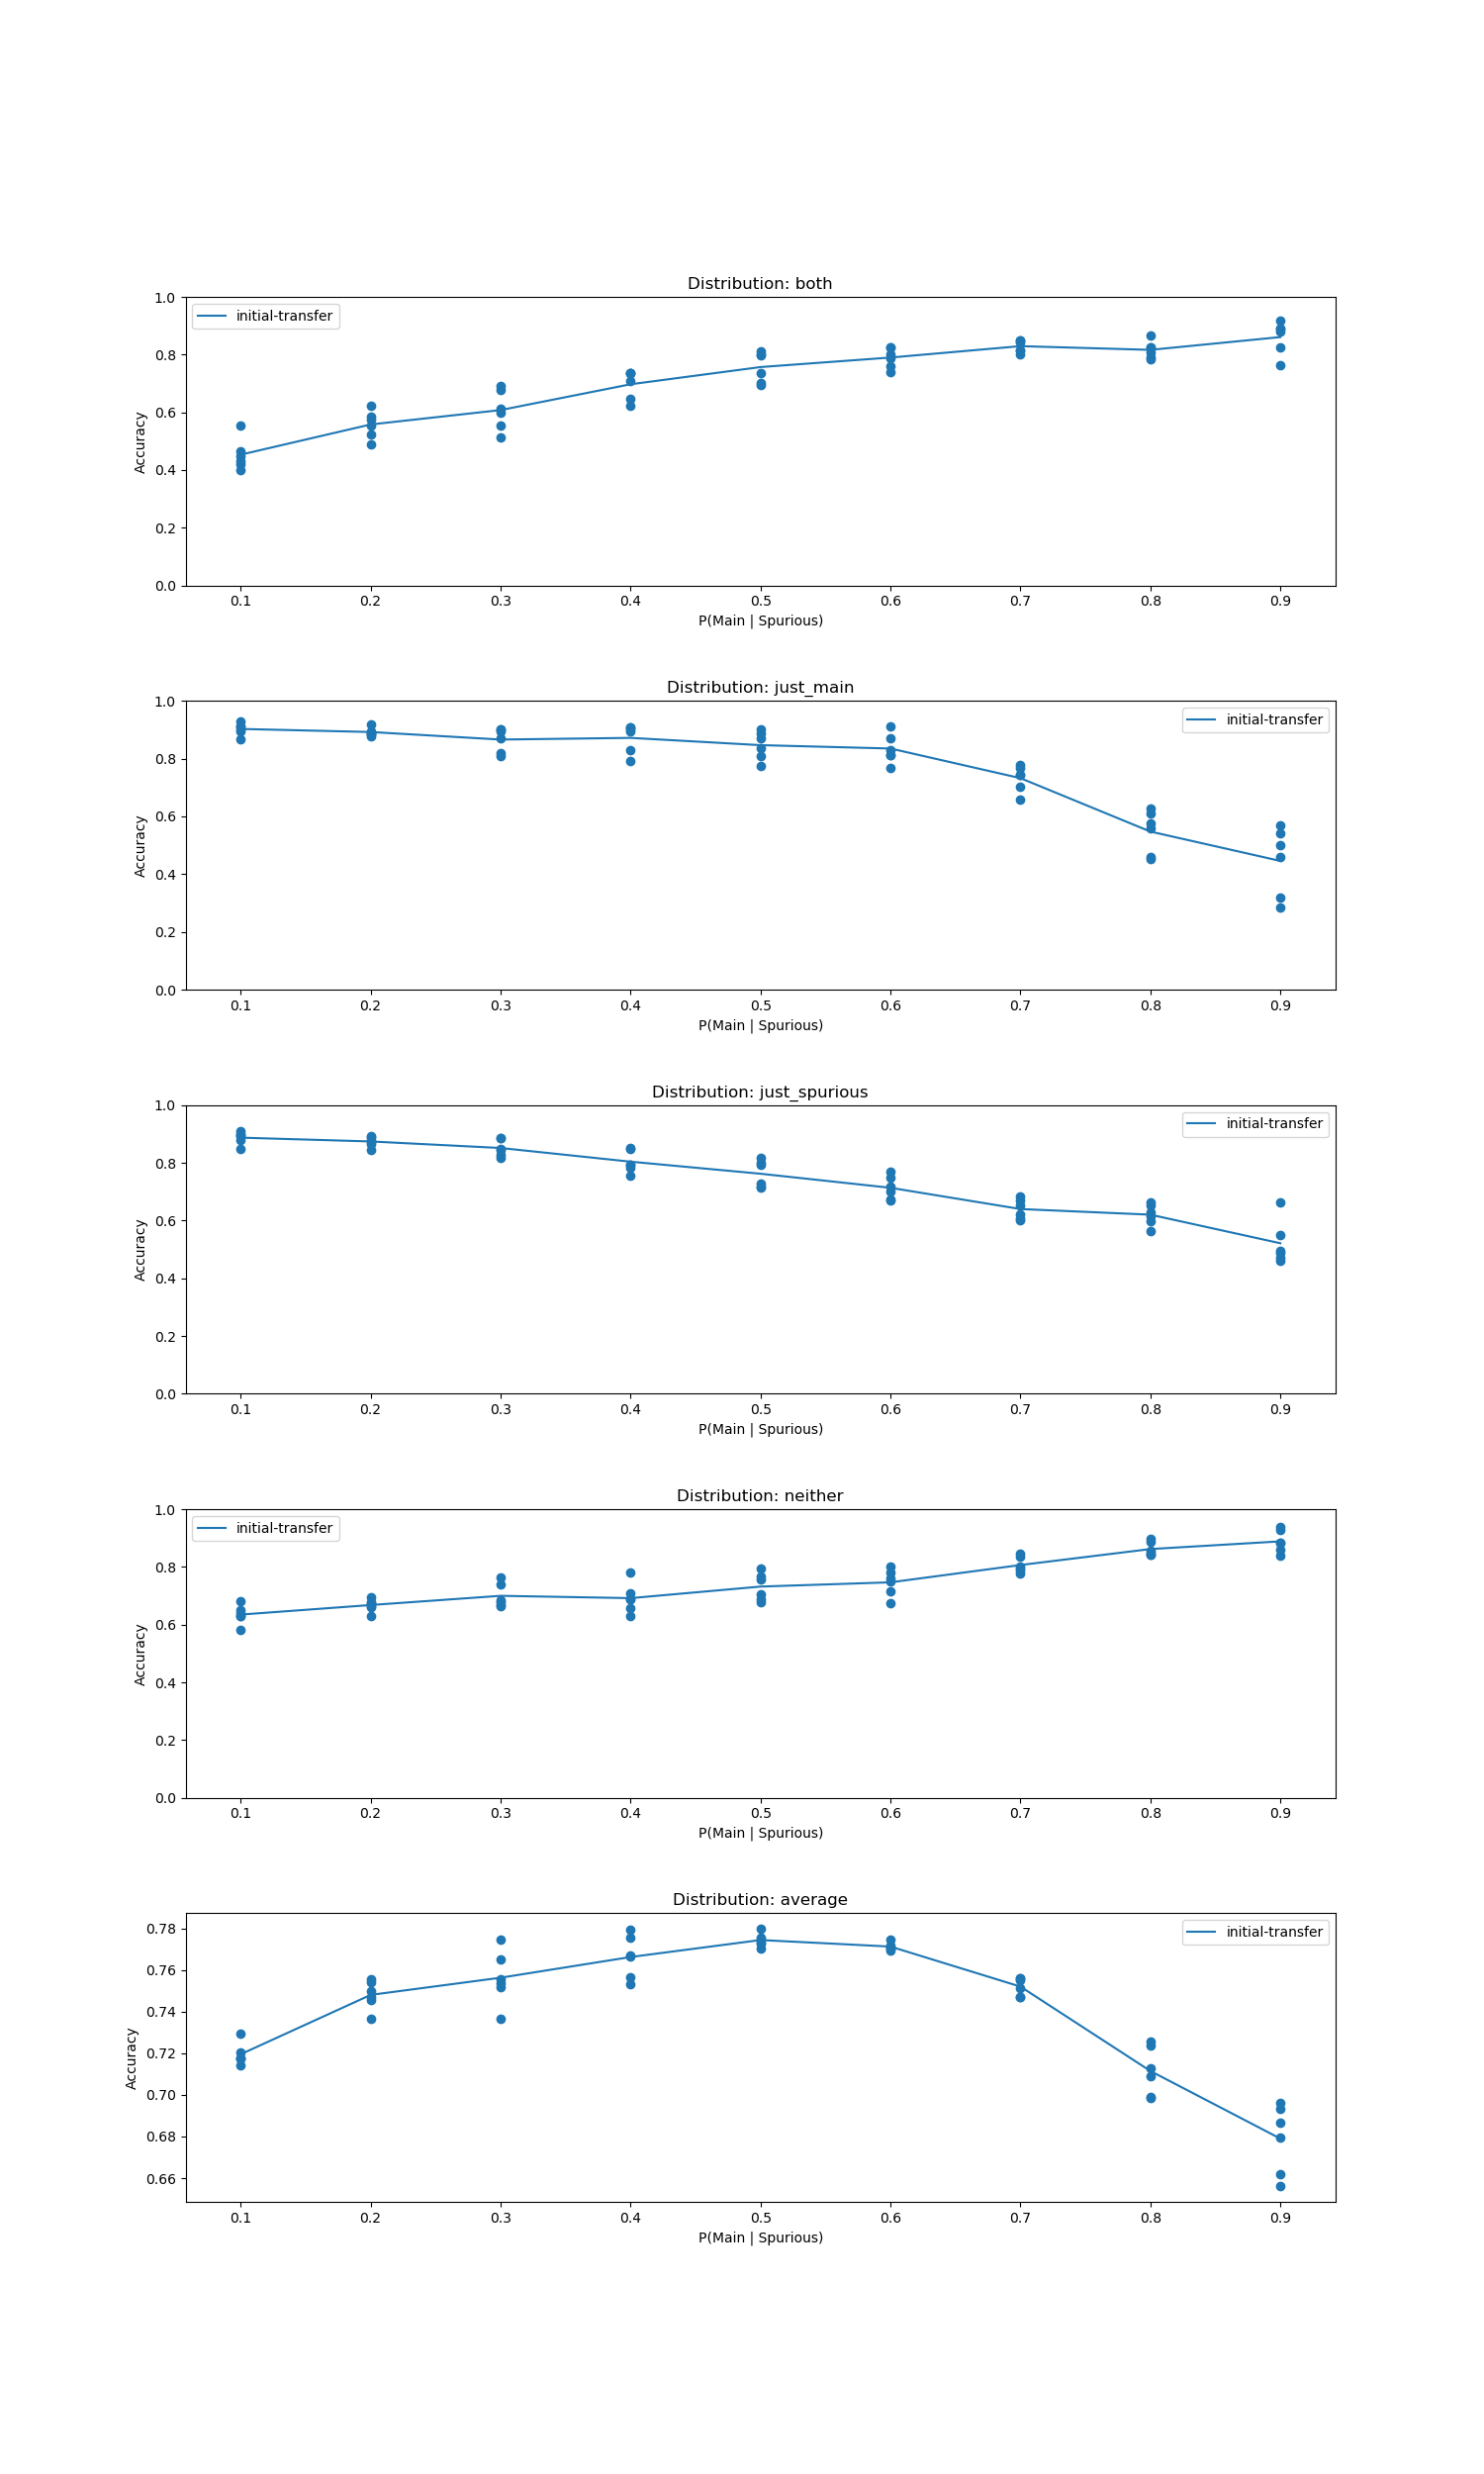 Distribution: both
1.0
0.8
0.6
0.4
0.2
0.0
Accuracy
initial-transfer
0.1 0.2 0.3 0.4 0.5 0.6 0.7 0.8 0.9
P(Main | Spurious)
Distribution: just_main
1.0
0.8
0.6
0.4
0.2
0.0
Accuracy
initial-transfer
0.1 0.2 0.3 0.4 0.5 0.6 0.7 0.8 0.9
P(Main | Spurious)
Distribution: just_spurious
1.0
0.8
0.6
0.4
0.2
0.0
Accuracy
initial-transfer
0.1 0.2 0.3 0.4 0.5 0.6 0.7 0.8 0.9
P(Main | Spurious)
Distribution: neither
1.0
0.8
0.6
0.4
0.2
0.0
Accuracy
initial-transfer
0.1 0.2 0.3 0.4 0.5 0.6 0.7 0.8 0.9
P(Main | Spurious)
Distribution: average
0.78
0.76
0.74
0.72
0.70
0.68
0.66
Accuracy
initial-transfer
0.1 0.2 0.3 0.4 0.5 0.6 0.7 0.8 0.9
P(Main | Spurious)